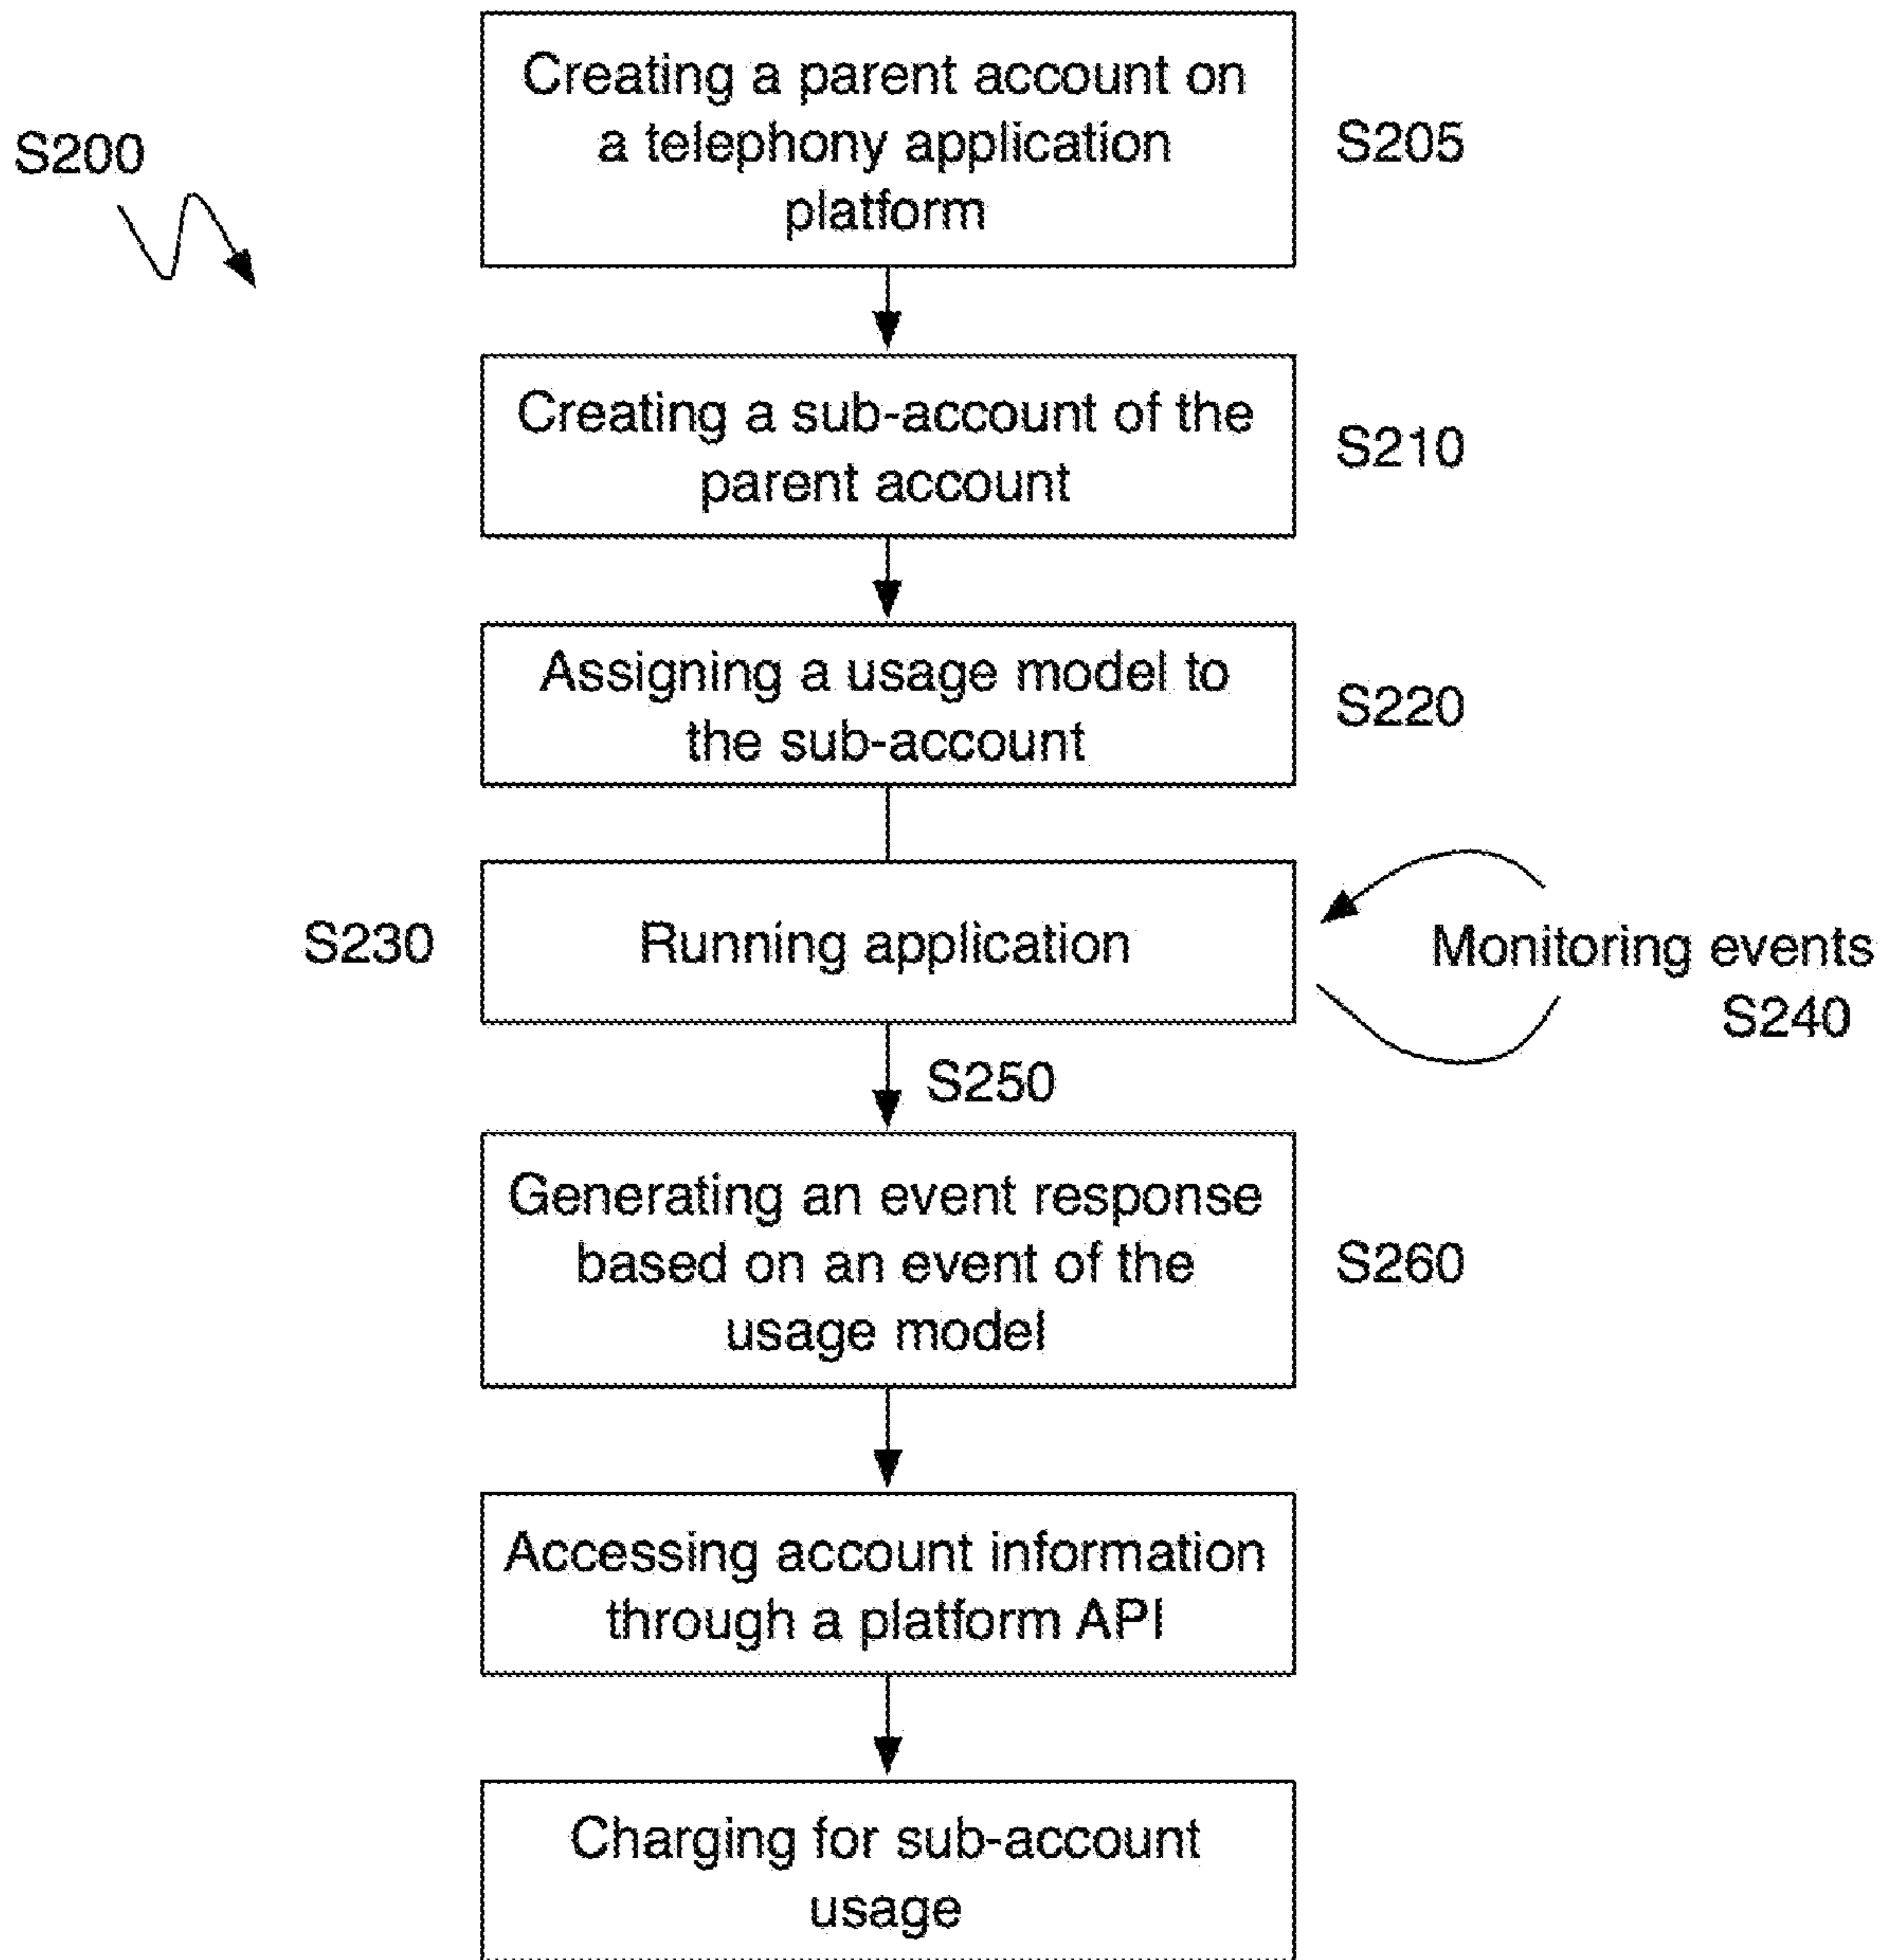 Creating a parent account on
a telephony application
platform
S200
S205
Creating a sub-account of the
parent account
S210
Assigning a usage model to
the sub-account
S220
S230
Running application
Monitoring events
S240
S250
Generating an event response
based on an event of the
usage model
S260
Accessing account information
through a platform API
Charging for sub-account
usage